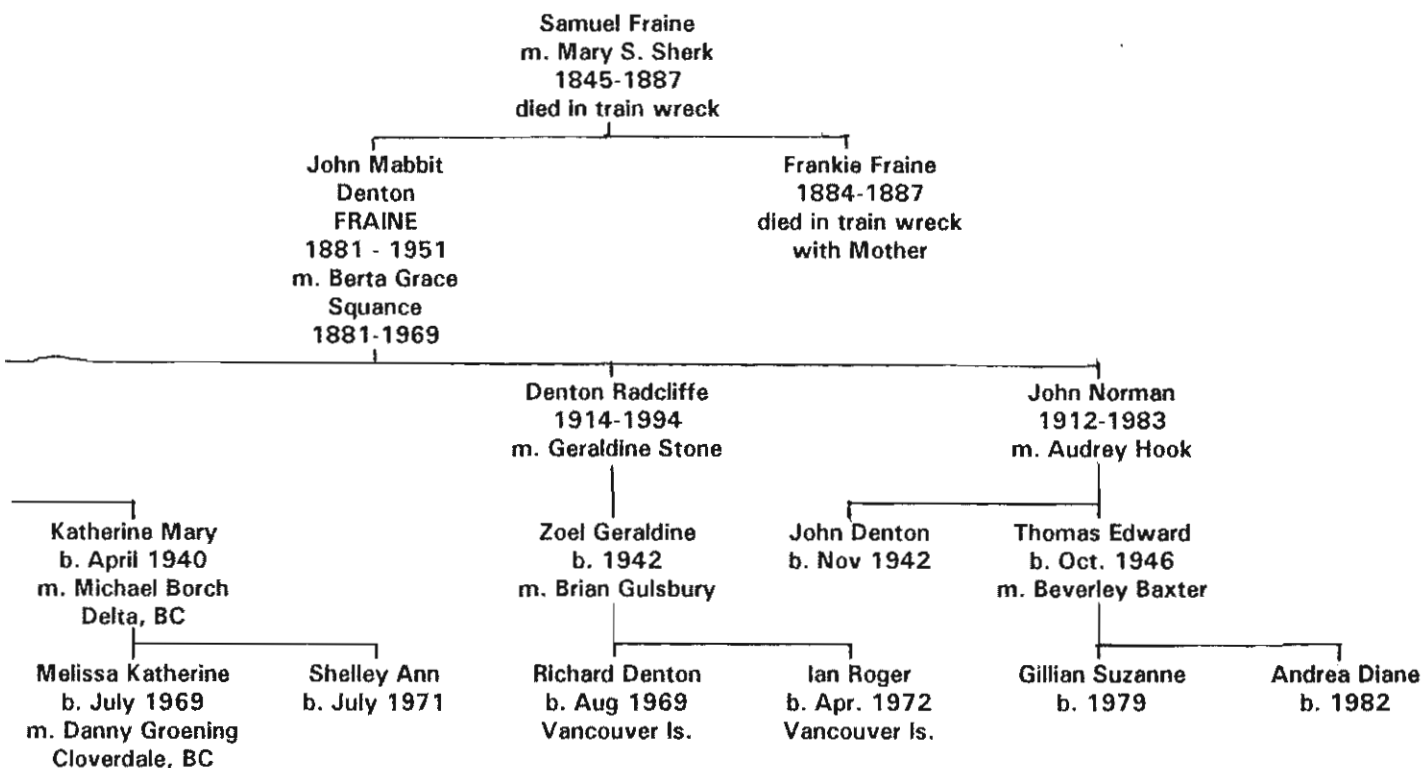 Samuel Fraine
m. Mary S. Sherk
1845-1887
died in train wreck
John Mabbit
Denton
FRAINE
1881 - 1951
m. Berta Grace
Squance
1881-1969
Frankie Fraine
1884-1887
died in train wreck
with Mother
Denton Radcliffe
1914-1994
m. Geraldine Stone
John Norman
1912-1983
m. Audrey Hook
Katherine Mary
b. April 1940
m. Michael Borch
Delta, BC
Zoel Geraldine
b. 1942
m. Brian Gulsbury
John Denton
b. Nov 1942
Thomas Edward
b. Oct. 1946
m. Beverley Baxter
Melissa Katherine
b. July 1969
m. Danny Groening
Cloverdale, BC
Shelley Ann
b. July 1971
Richard Denton
b. Aug 1969
Vancouver Is.
Ian Roger
b. Apr. 1972
Vancouver Is.
Gillian Suzanne
b. 1979
Andrea Diane
b. 1982